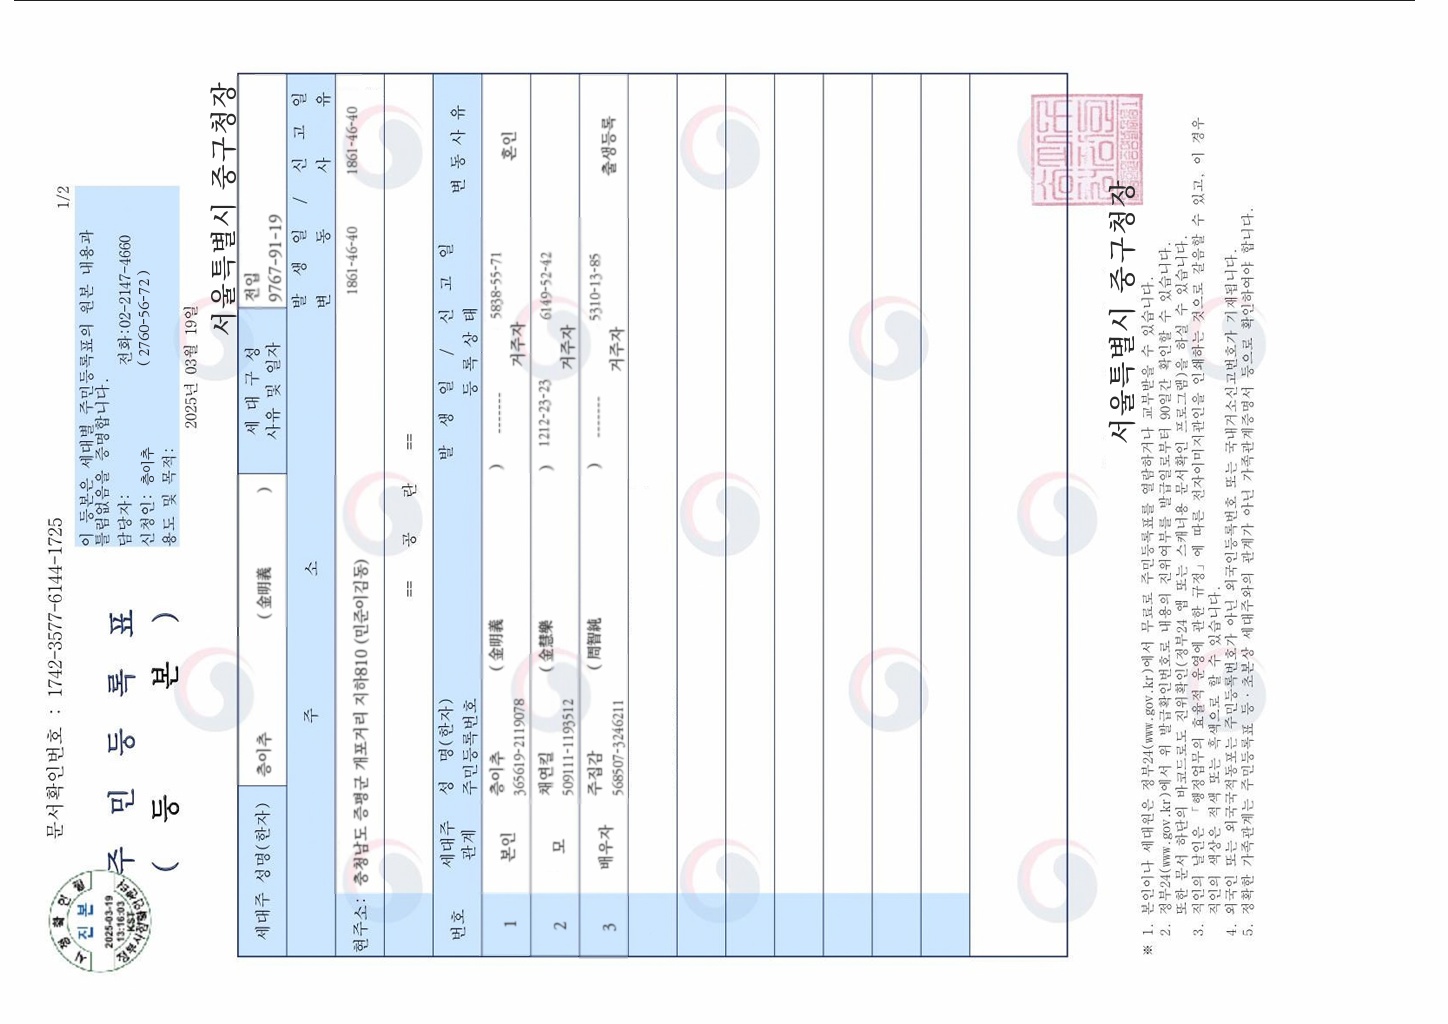 문서확인번호 : 1742-3577-6144-1725
1/2
주 민 등 록 표
( 등 본 )
이 등본은 세대별 주민등록표의 원본 내용과
틀림없음을 증명합니다.
담당자:
전화:02-2147-4660
신청인: 층이추
( 2760-56-72 )
용도 및 목적:
2025년 03월 19일
서울특별시 중구청장
시 점 확 인 필
진 본
2025-03-19
13:16:03
KST
세대주 성명(한자)
층이추
( 金明義 )
세 대 구 성
사유 및 일자
전입
9767-91-19
주 소
발 생 일 / 신 고 일
변 동 사 유
현주소: 충청남도 증평군 개포거리 지하810 (민준이김동)
1861-46-40
1861-46-40
== 공 란 ==
번호
세대주
관계
성 명(한자)
주민등록번호
발 생 일 / 신 고 일
등 록 상 태
변 동 사 유
1
본인
층이추
( 金明義 )
365619-2119078
-------
5838-55-71
거주자
혼인
2
모
채연킬
( 金慧樂 )
509111-1193512
1212-23-23
6149-52-42
거주자
3
배우자
주집감
( 周智純 )
568507-3246211
-------
5310-13-85
거주자
출생등록
서울특별시 중구청장
※ 1. 본인이나 세대원은 정부24(www.gov.kr)에서 무료로 주민등록표를 열람하거나 교부받을 수 있습니다.
2. 정부24(www.gov.kr)에서 위 발급확인번호로 내용의 진위여부를 발급일로부터 90일간 확인할 수 있습니다.
또한 문서 하단의 바코드로도 진위확인(정부24 앱 또는 스캐너용 문서확인 프로그램)을 하실 수 있습니다.
3. 직인의 날인은 「행정업무의 효율적 운영에 관한 규정」에 따른 전자이미지관인을 인쇄하는 것으로 갈음할 수 있고, 이 경우
직인의 색상은 적색 또는 흑색으로 할 수 있습니다.
4. 외국인 또는 외국국적동포는 주민등록번호가 아닌 외국인등록번호 또는 국내거소신고번호가 기재됩니다.
5. 정확한 가족관계는 주민등록표 등·초본상 세대주와의 관계가 아닌 가족관계증명서 등으로 확인하여야 합니다.